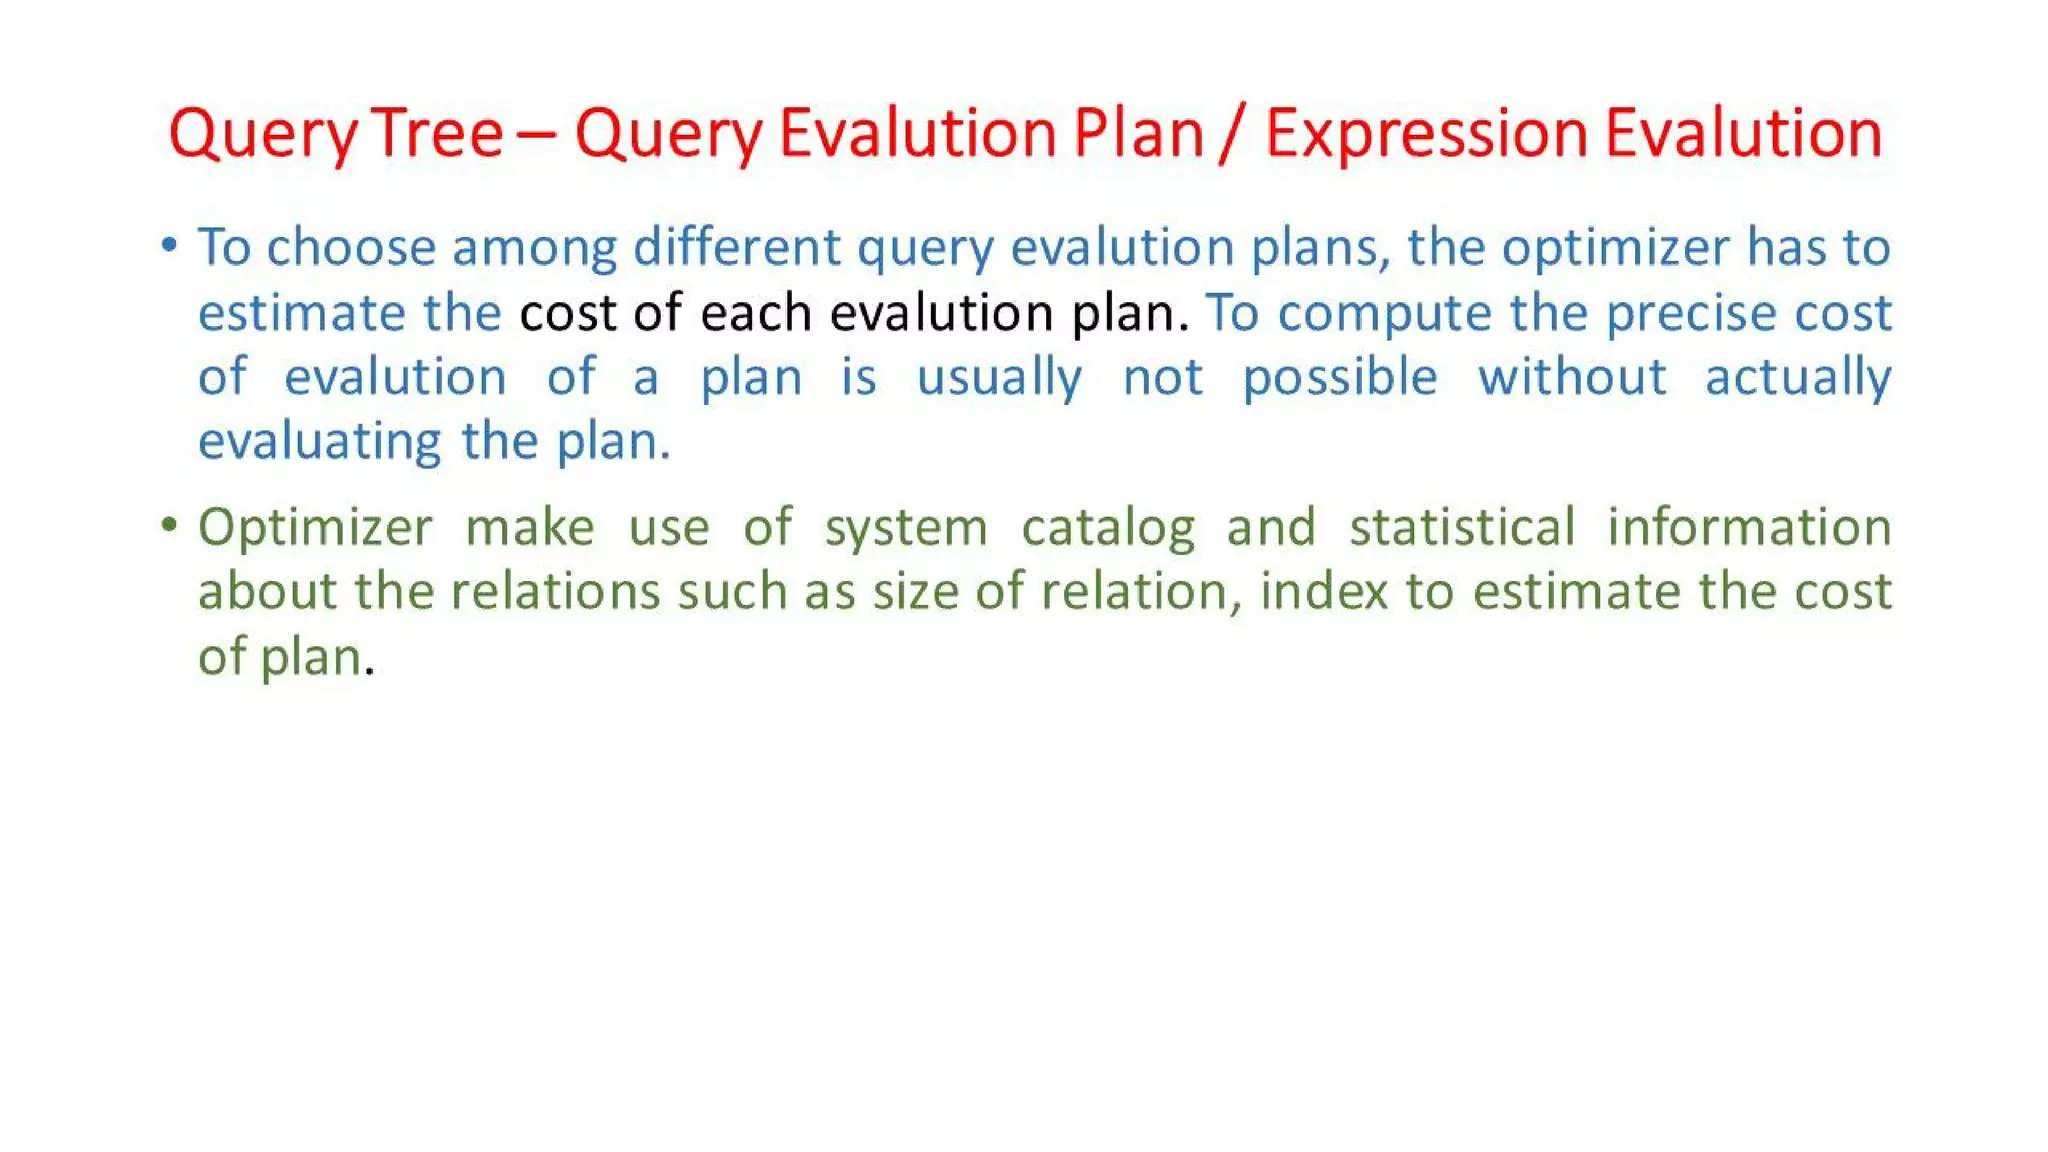 Query Tree – Query Evalution Plan / Expression Evalution
• To choose among different query evalution plans, the optimizer has to
estimate the cost of each evalution plan. To compute the precise cost
of evalution of a plan is usually not possible without actually
evaluating the plan.
• Optimizer make use of system catalog and statistical information
about the relations such as size of relation, index to estimate the cost
of plan.